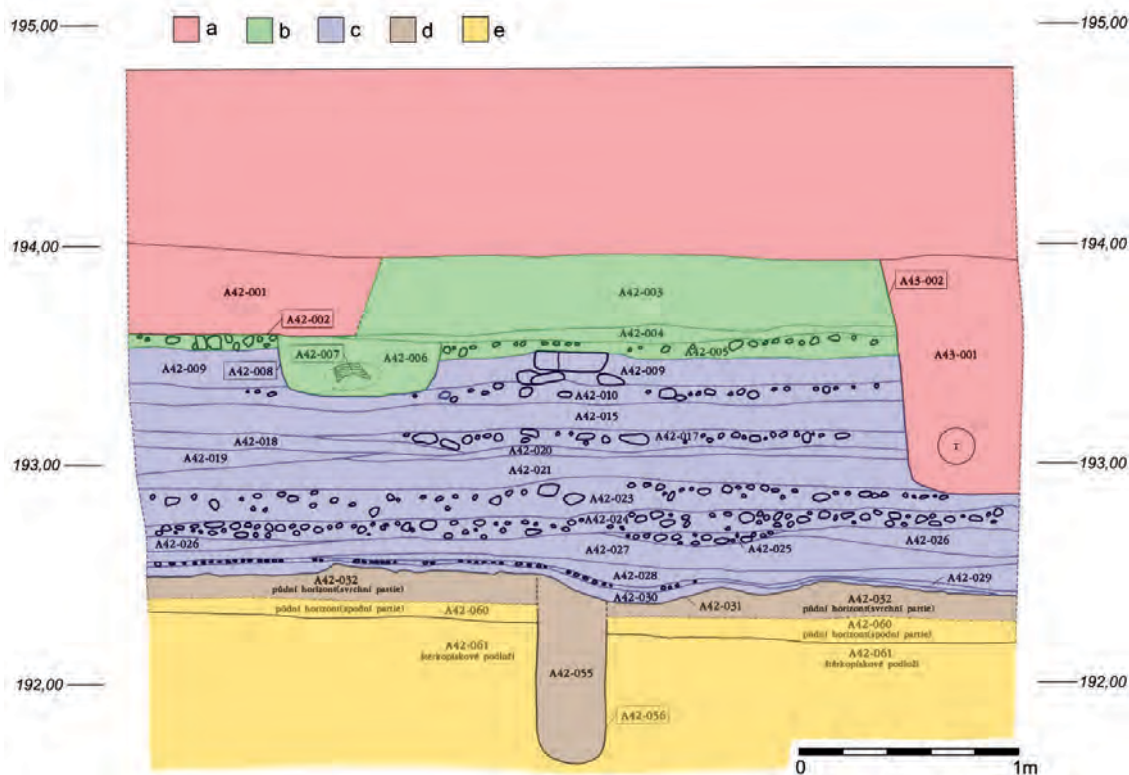 195,00
195,00
a b c d e
194,00
194,00
A42-001
A42-003
A43-002
A42-002
A42-004
A42-007
A42-006
A42-005
A43-001
A42-009
A42-008
A42-009
A42-010
A42-015
A42-018
A42-017
T
193,00
A42-019
A42-020
193,00
A42-021
A42-023
A42-024
A42-026
A42-026
A42-027
A42-025
A42-028
A42-029
A42-032
půdní horizont(svrchní partie)
A42-030
A42-031
A42-032
půdní horizont(svrchní partie)
půdní horizont(spodní partie)
A42-060
A42-060
půdní horizont(spodní partie)
A42-061
štěrkopískové podloží
A42-061
štěrkopískové podloží
A42-055
192,00
192,00
A42-056
0 1m